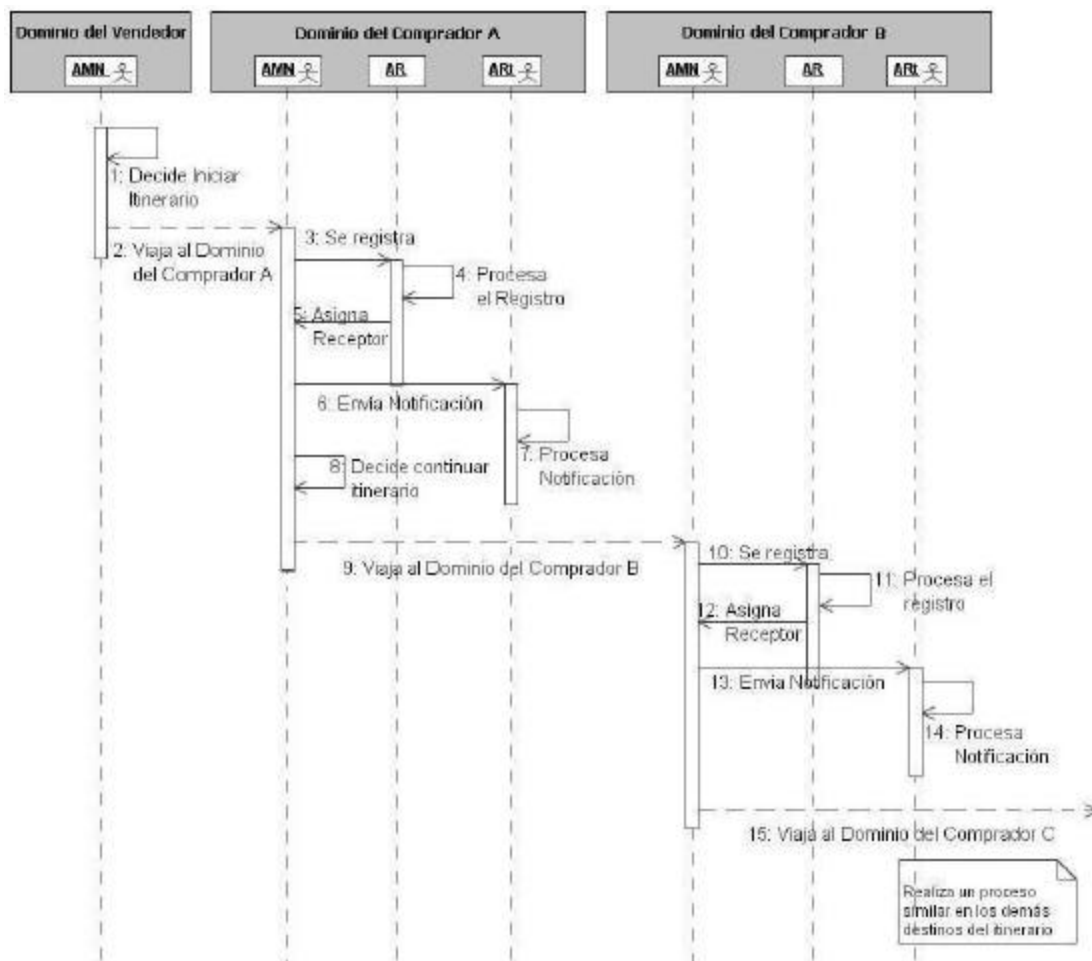 Dominio del Vendedor
Dominio del Comprador A
Dominio del Comprador B
AMN
AMN
AR
ARt
AMN
AR
ARt
1: Decide Iniciar
Itinerario
2: Viaja al Dominio
del Comprador A
3: Se registra
4: Procesa
el Registro
5: Asigna
Receptor
6: Envía Notificación
7: Procesa
Notificación
8: Decide continuar
itinerario
9: Viaja al Dominio del Comprador B
10: Se registra
11: Procesa el
registro
12: Asigna
Receptor
13: Envia Notificación
14: Procesa
Notificación
15: Viaja al Dominio del Comprador C
Realiza un proceso
similar en los demás
destinos del itinerario